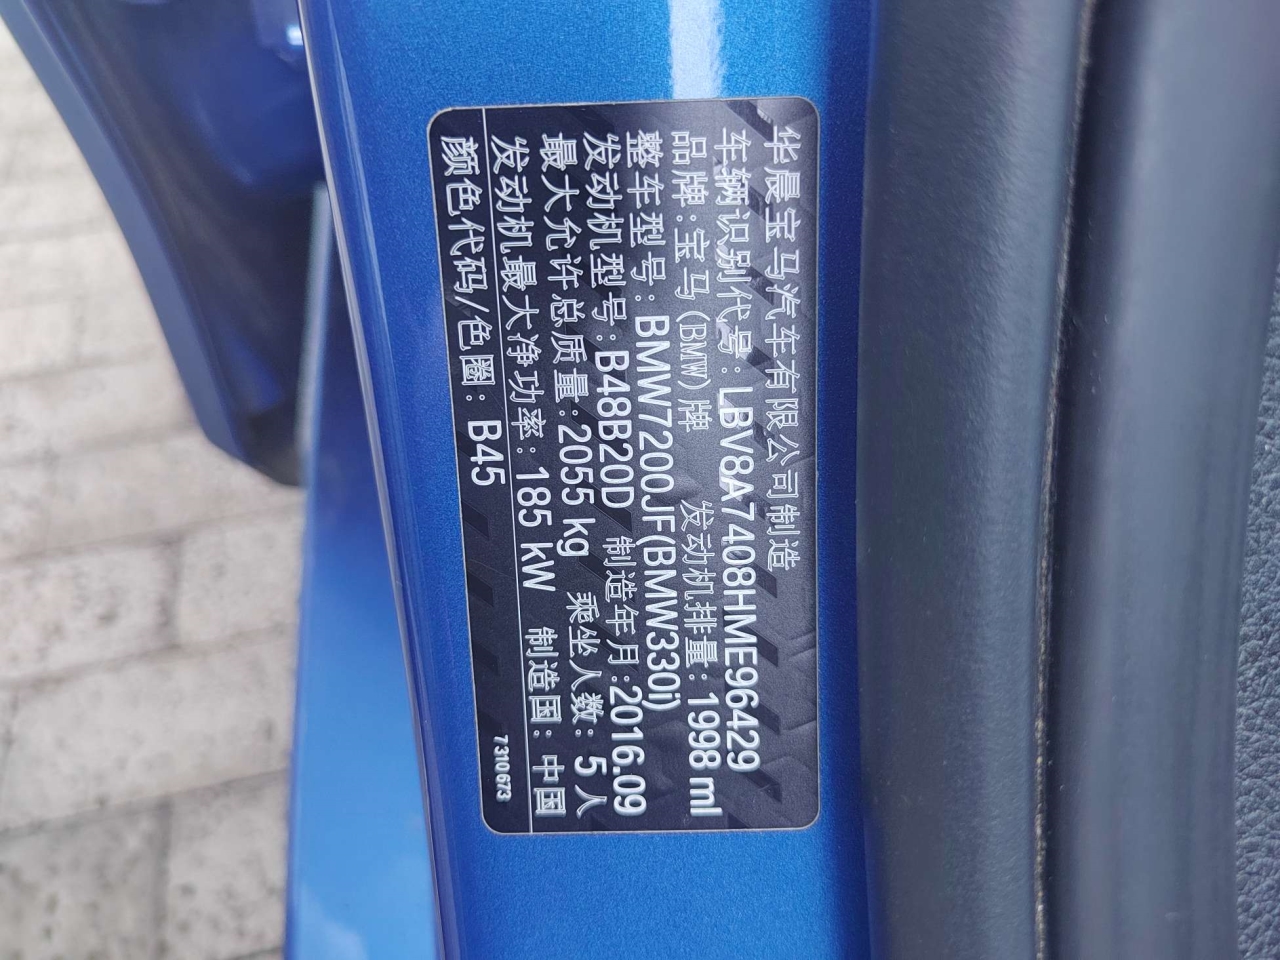 华晨宝马汽车有限公司制造
车辆识别代号: LBV8A7408HME96429
品牌: 宝马(BMW)牌 发动机排量: 1998 ml
整车型号: BMW7200JF(BMW330i)
发动机型号: B48B20D 制造年月: 2016.09
最大允许总质量: 2055 kg 乘坐人数: 5人
发动机最大净功率: 185 kW 制造国: 中国
颜色代码/色圈: B45 7310673